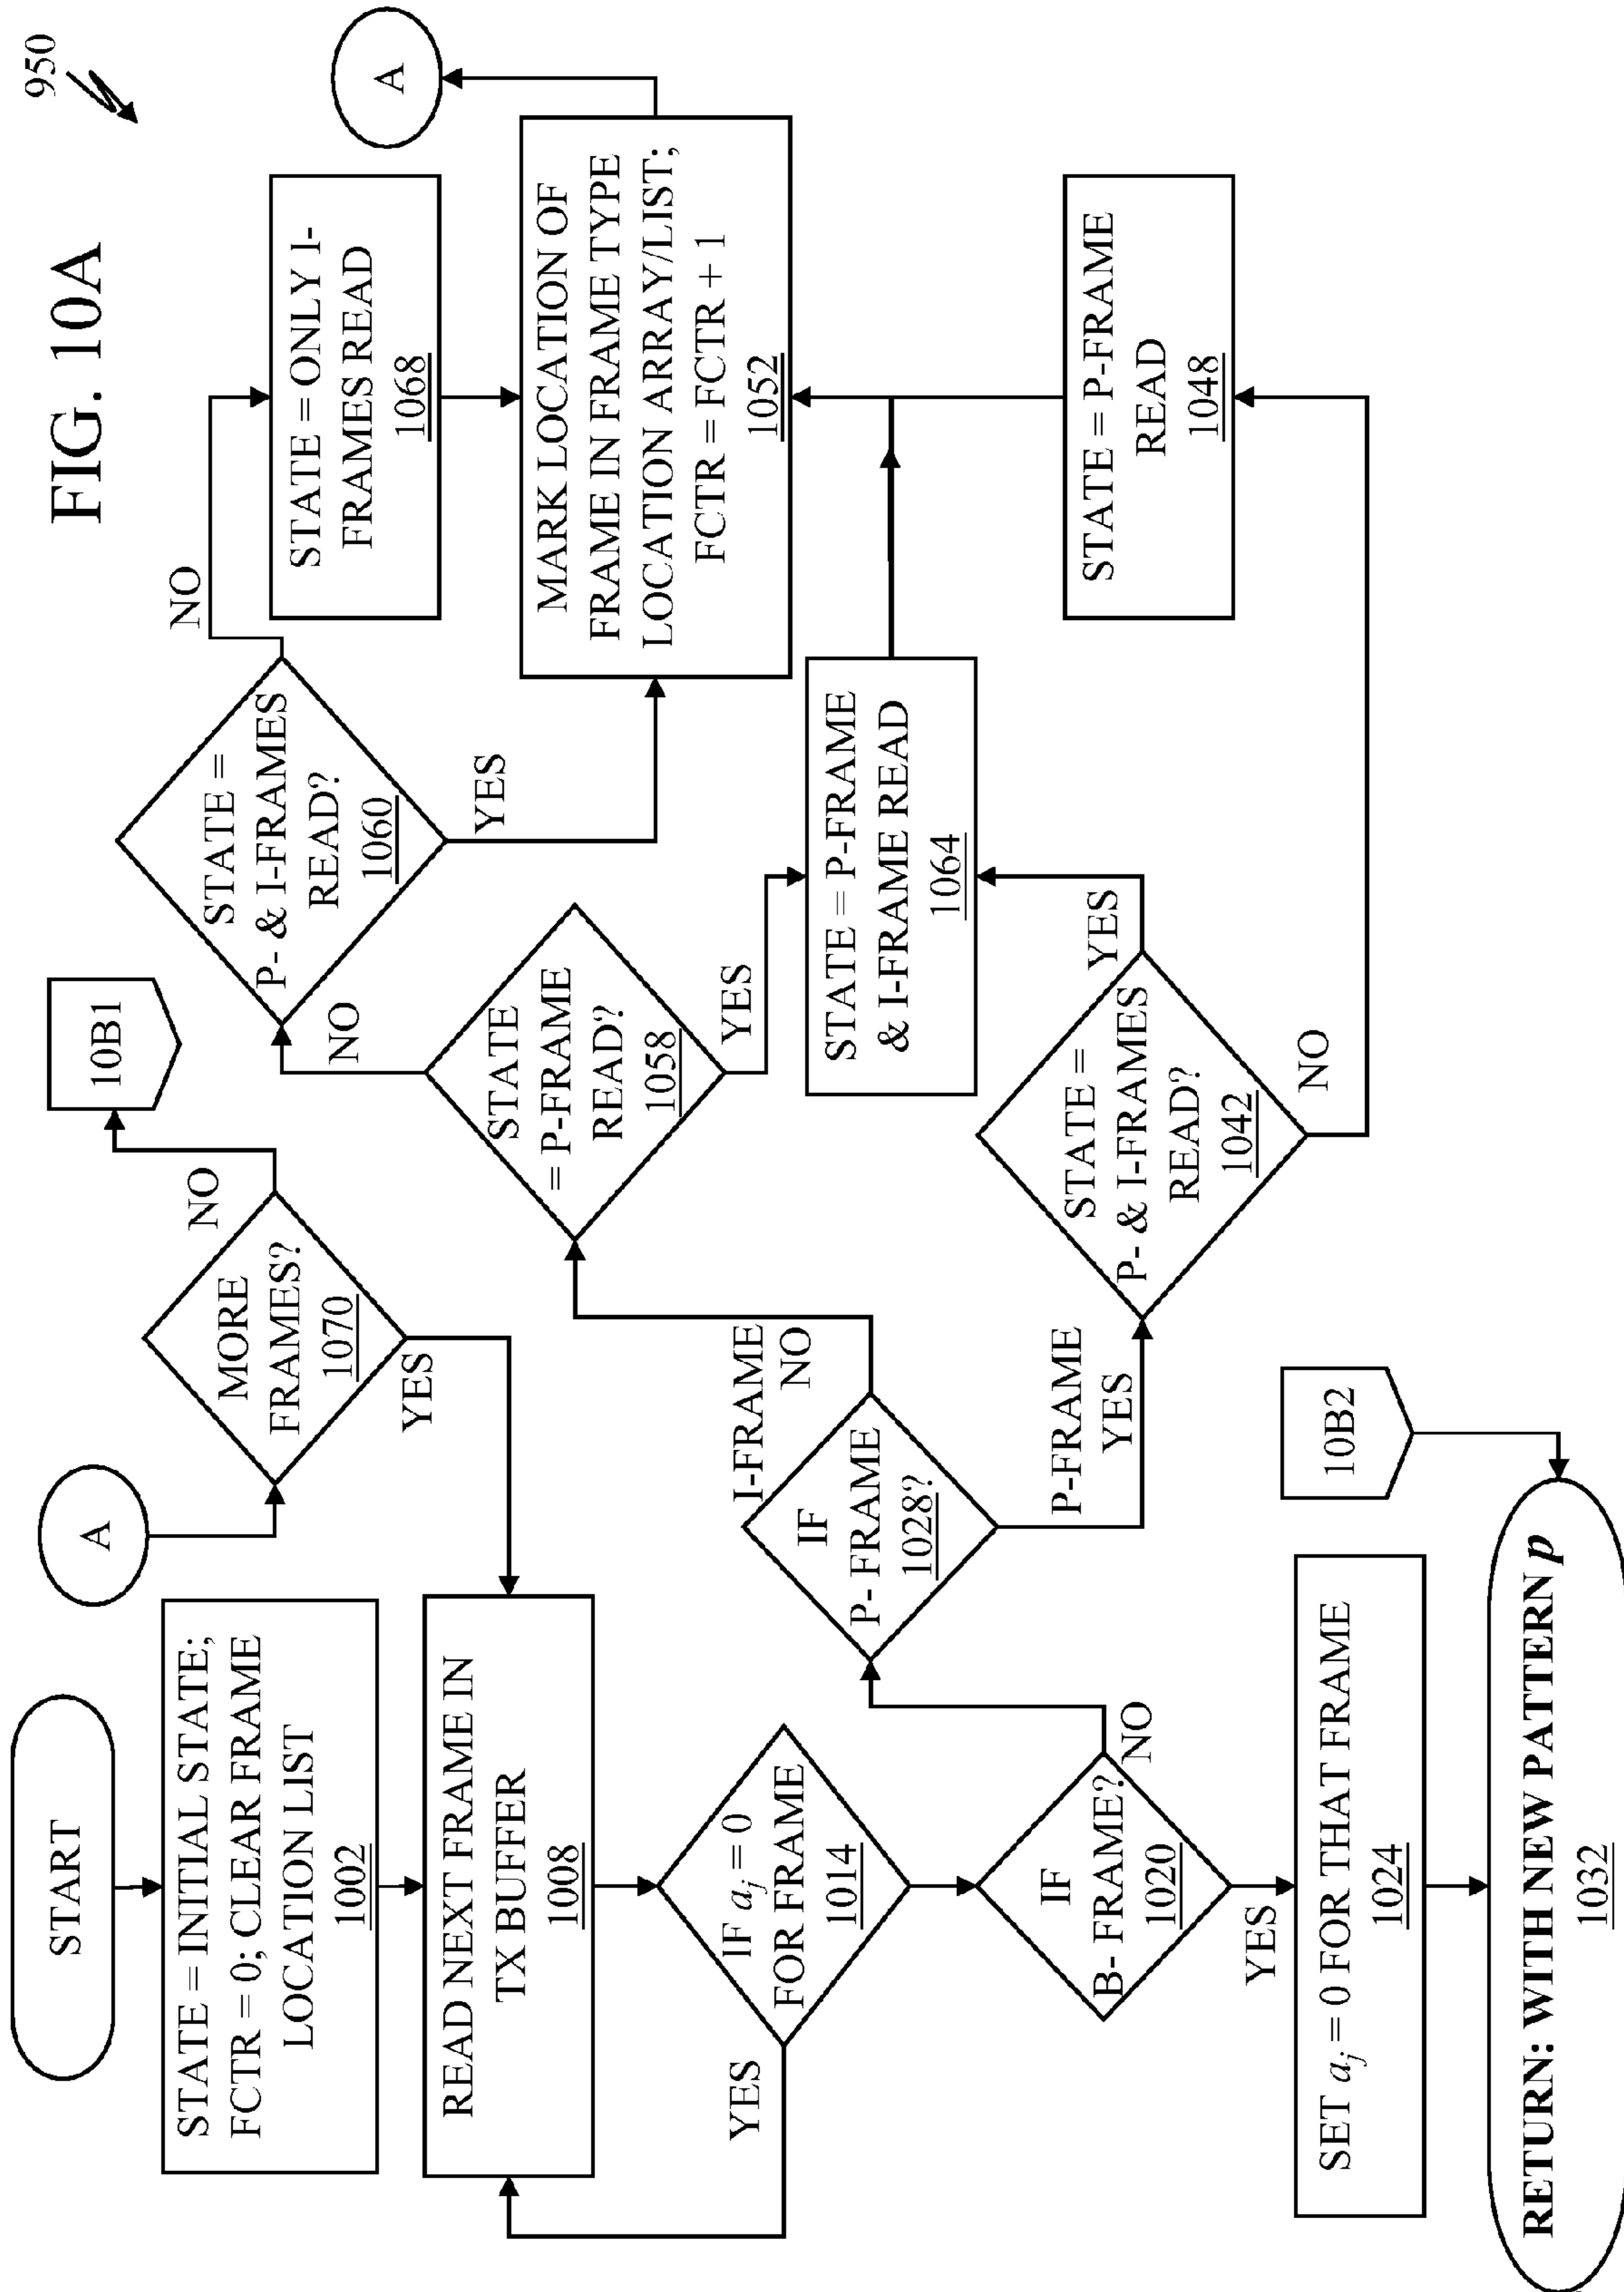 FIG. 10A
950
START
STATE = INITIAL STATE;
FCTR = 0; CLEAR FRAME
LOCATION LIST
1002
A
READ NEXT FRAME IN
TX BUFFER
1008
MORE
FRAMES?
1070
NO
YES
10B1
IF aj = 0
FOR FRAME
1014
YES
IF
B- FRAME?
1020
NO
YES
SET aj = 0 FOR THAT FRAME
1024
RETURN: WITH NEW PATTERN p
1032
10B2
IF
P- FRAME
1028?
I-FRAME
NO
P-FRAME
YES
STATE
= P-FRAME
READ?
1058
NO
YES
STATE =
P- & I-FRAMES
READ?
1060
NO
YES
STATE =
P- & I-FRAMES
READ?
1042
YES
NO
STATE = P-FRAME
& I-FRAME READ
1064
STATE = ONLY I-
FRAMES READ
1068
MARK LOCATION OF
FRAME IN FRAME TYPE
LOCATION ARRAY/LIST;
FCTR = FCTR + 1
1052
STATE = P-FRAME
READ
1048
A